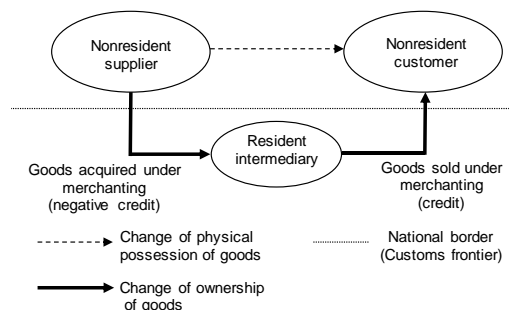 Nonresident
supplier
Nonresident
customer
Resident
intermediary
Goods acquired under
merchanting
(negative credit)
Goods sold under
merchanting
(credit)
Change of physical
possession of goods
National border
(Customs frontier)
Change of ownership
of goods